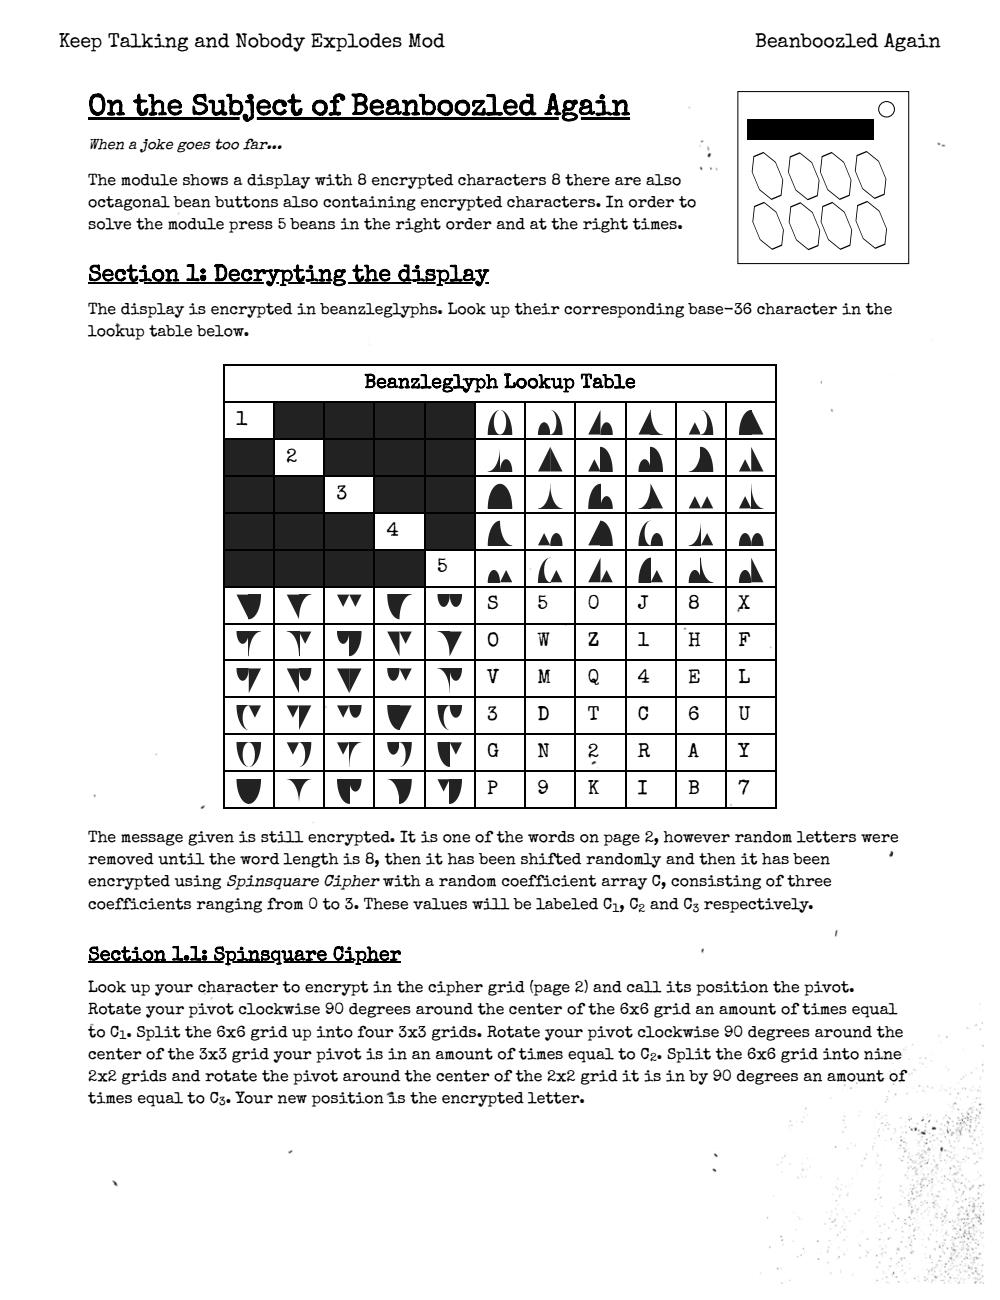 Keep Talking and Nobody Explodes Mod
Beanboozled Again
On the Subject of Beanboozled Again
When a joke goes too far...
The module shows a display with 8 encrypted characters 8 there are also
octagonal bean buttons also containing encrypted characters. In order to
solve the module press 5 beans in the right order and at the right times.
Section 1: Decrypting the display
The display is encrypted in beanzleglyphs. Look up their corresponding base-36 character in the
lookup table below.
Beanzleglyph Lookup Table
1
2
3
4
5
S 5 0 J 8 X
O W Z 1 H F
V M Q 4 E L
3 D T C 6 U
G N 2 R A Y
P 9 K I B 7
The message given is still encrypted. It is one of the words on page 2, however random letters were
removed until the word length is 8, then it has been shifted randomly and then it has been
encrypted using Spinsquare Cipher with a random coefficient array C, consisting of three
coefficients ranging from 0 to 3. These values will be labeled C₁, C₂ and C₃ respectively.
Section 1.1: Spinsquare Cipher
Look up your character to encrypt in the cipher grid (page 2) and call its position the pivot.
Rotate your pivot clockwise 90 degrees around the center of the 6x6 grid an amount of times equal
to C₁. Split the 6x6 grid up into four 3x3 grids. Rotate your pivot clockwise 90 degrees around the
center of the 3x3 grid your pivot is in an amount of times equal to C₂. Split the 6x6 grid into nine
2x2 grids and rotate the pivot around the center of the 2x2 grid it is in by 90 degrees an amount of
times equal to C₃. Your new position is the encrypted letter.